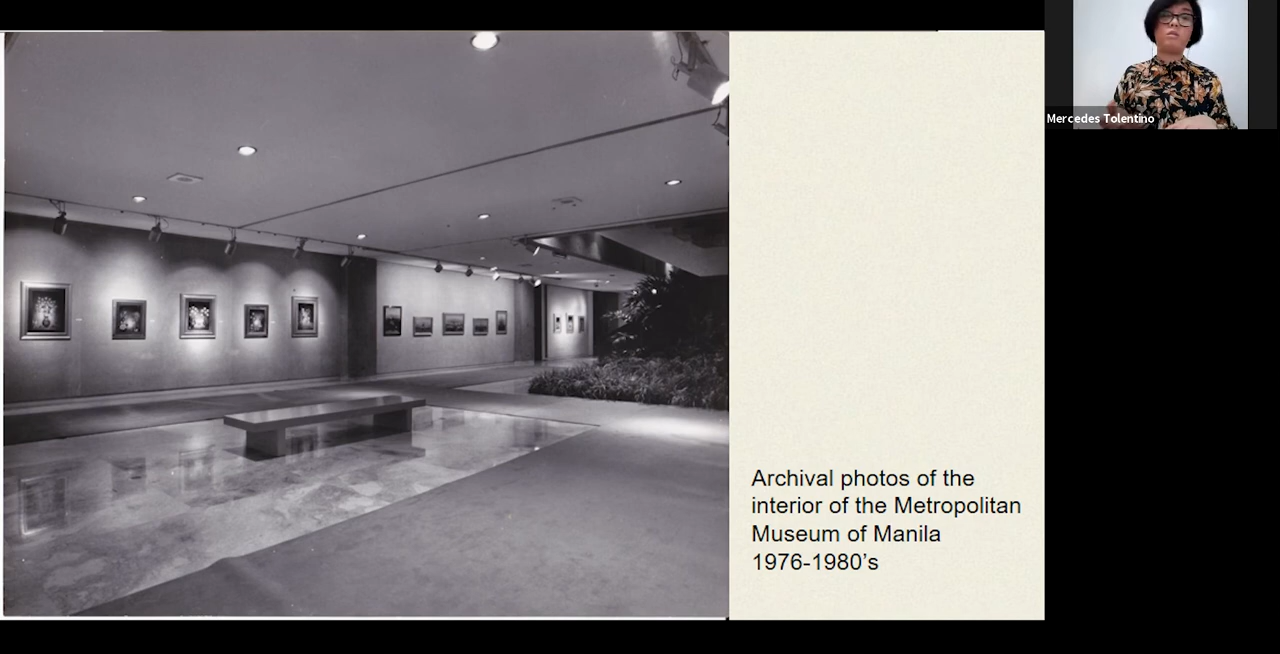 Mercedes Tolentino
Archival photos of the
interior of the Metropolitan
Museum of Manila
1976-1980’s